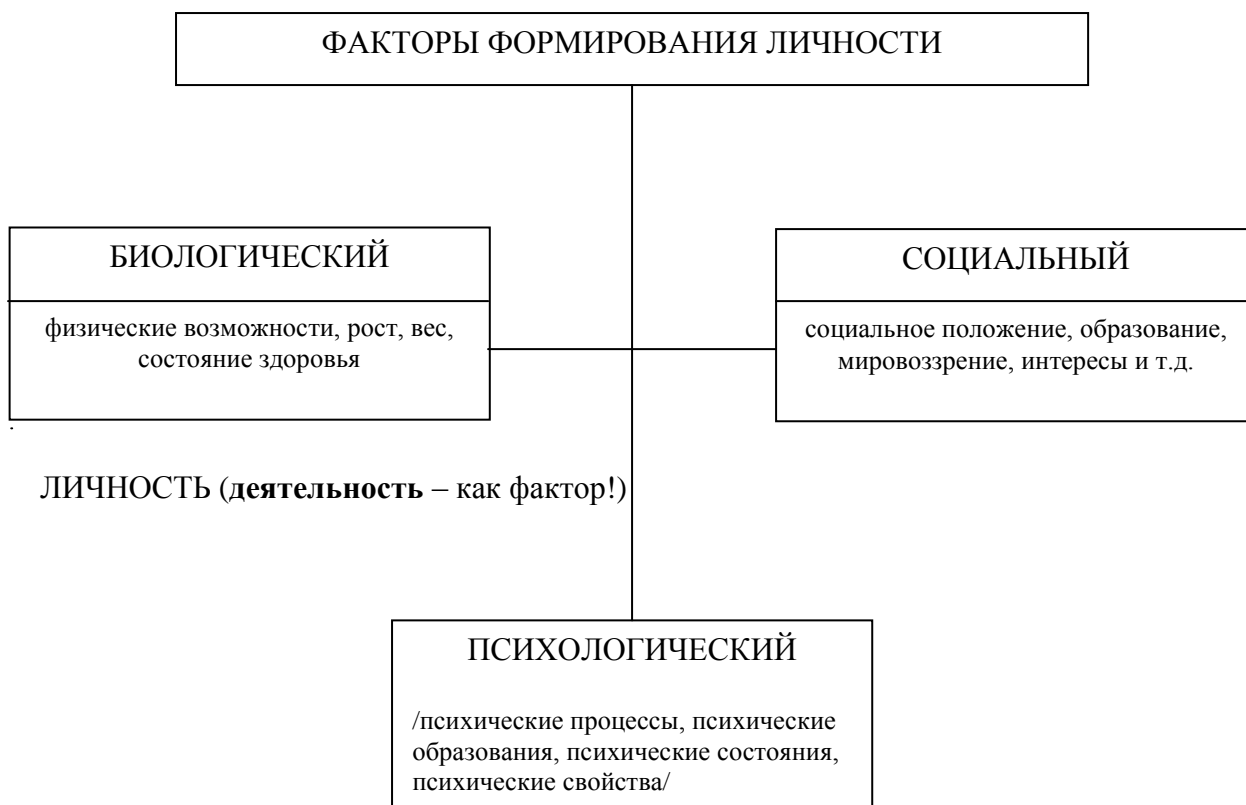 ФАКТОРЫ ФОРМИРОВАНИЯ ЛИЧНОСТИ
БИОЛОГИЧЕСКИЙ
физические возможности, рост, вес,
состояние здоровья
СОЦИАЛЬНЫЙ
социальное положение, образование,
мировоззрение, интересы и т.д.
.
ЛИЧНОСТЬ (деятельность – как фактор!)
ПСИХОЛОГИЧЕСКИЙ
/психические процессы, психические
образования, психические состояния,
психические свойства/